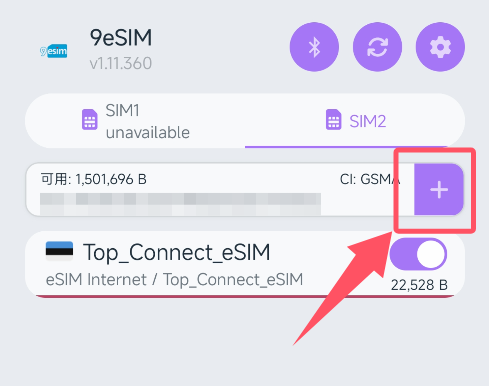 9eSIM
9esim
v1.11.360
SIM1
unavailable
SIM2
可用: 1,501,696 B
CI: GSMA
Top_Connect_eSIM
eSIM Internet / Top_Connect_eSIM
22,528 B